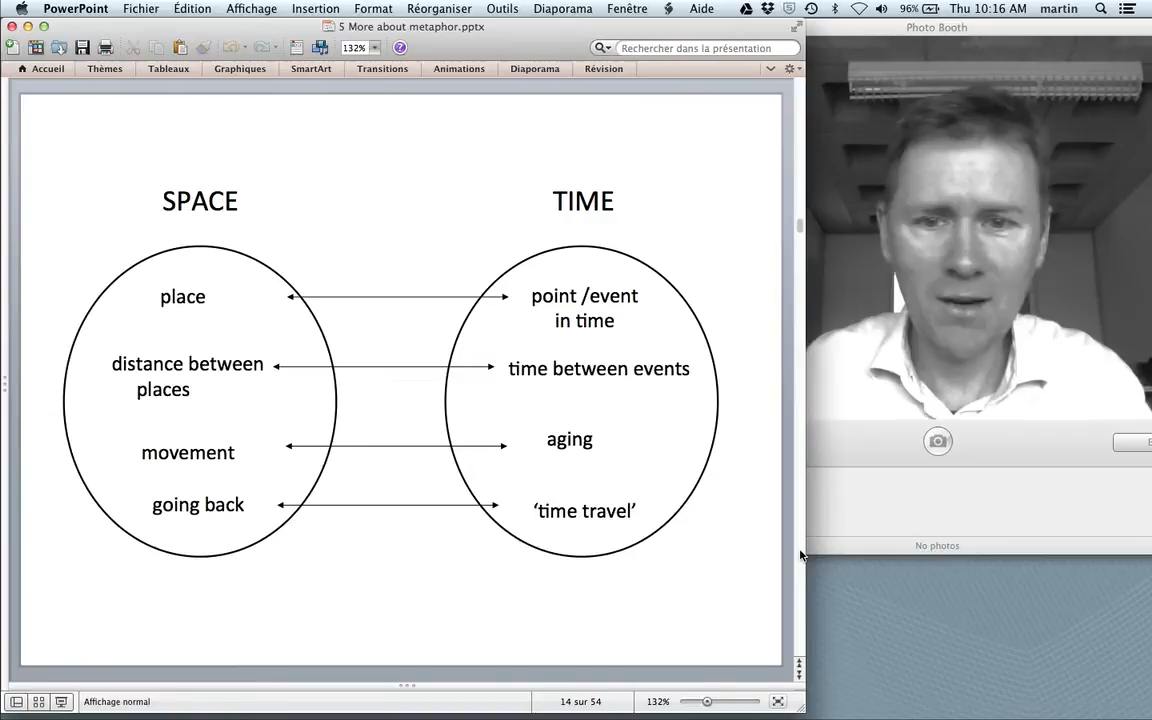 PowerPoint Fichier Édition Affichage Insertion Format Réorganiser Outils Diaporama Fenêtre Aide 96% Thu 10:16 AM martin
5 More about metaphor.pptx
Photo Booth
132% Rechercher dans la présentation
Accueil Thèmes Tableaux Graphiques SmartArt Transitions Animations Diaporama Révision
SPACE TIME
place point /event
in time
distance between time between events
places
movement aging
going back ‘time travel’
No photos
Affichage normal 14 sur 54 132%